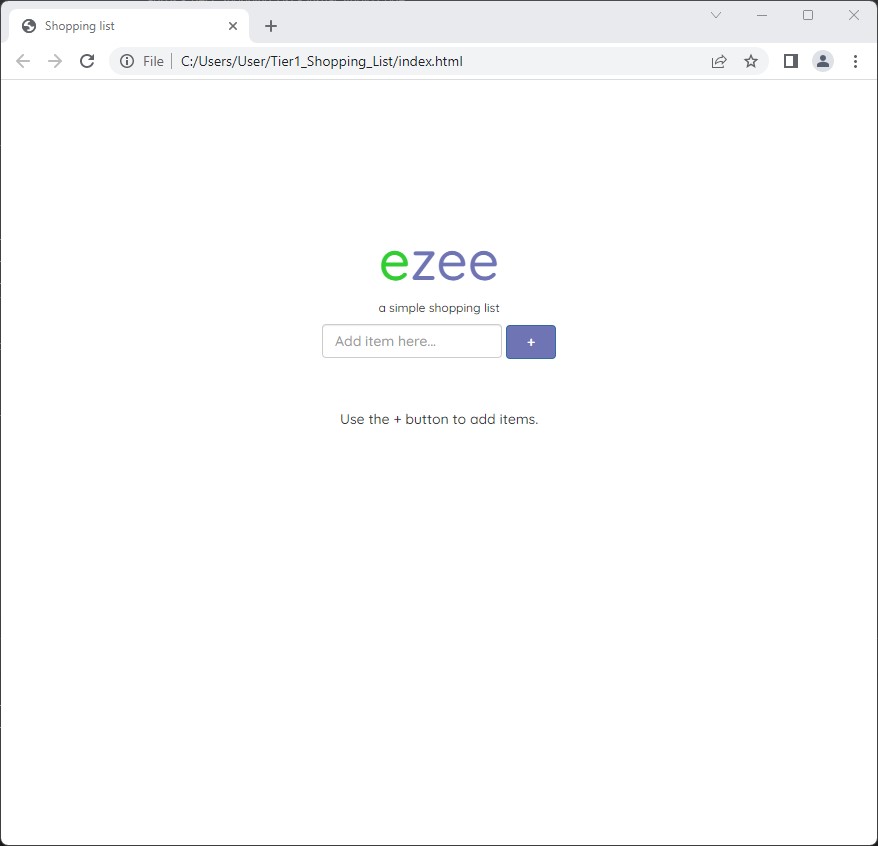 Shopping list
File C:/Users/User/Tier1_Shopping_List/index.html
ezee
a simple shopping list
Add item here...
+
Use the + button to add items.